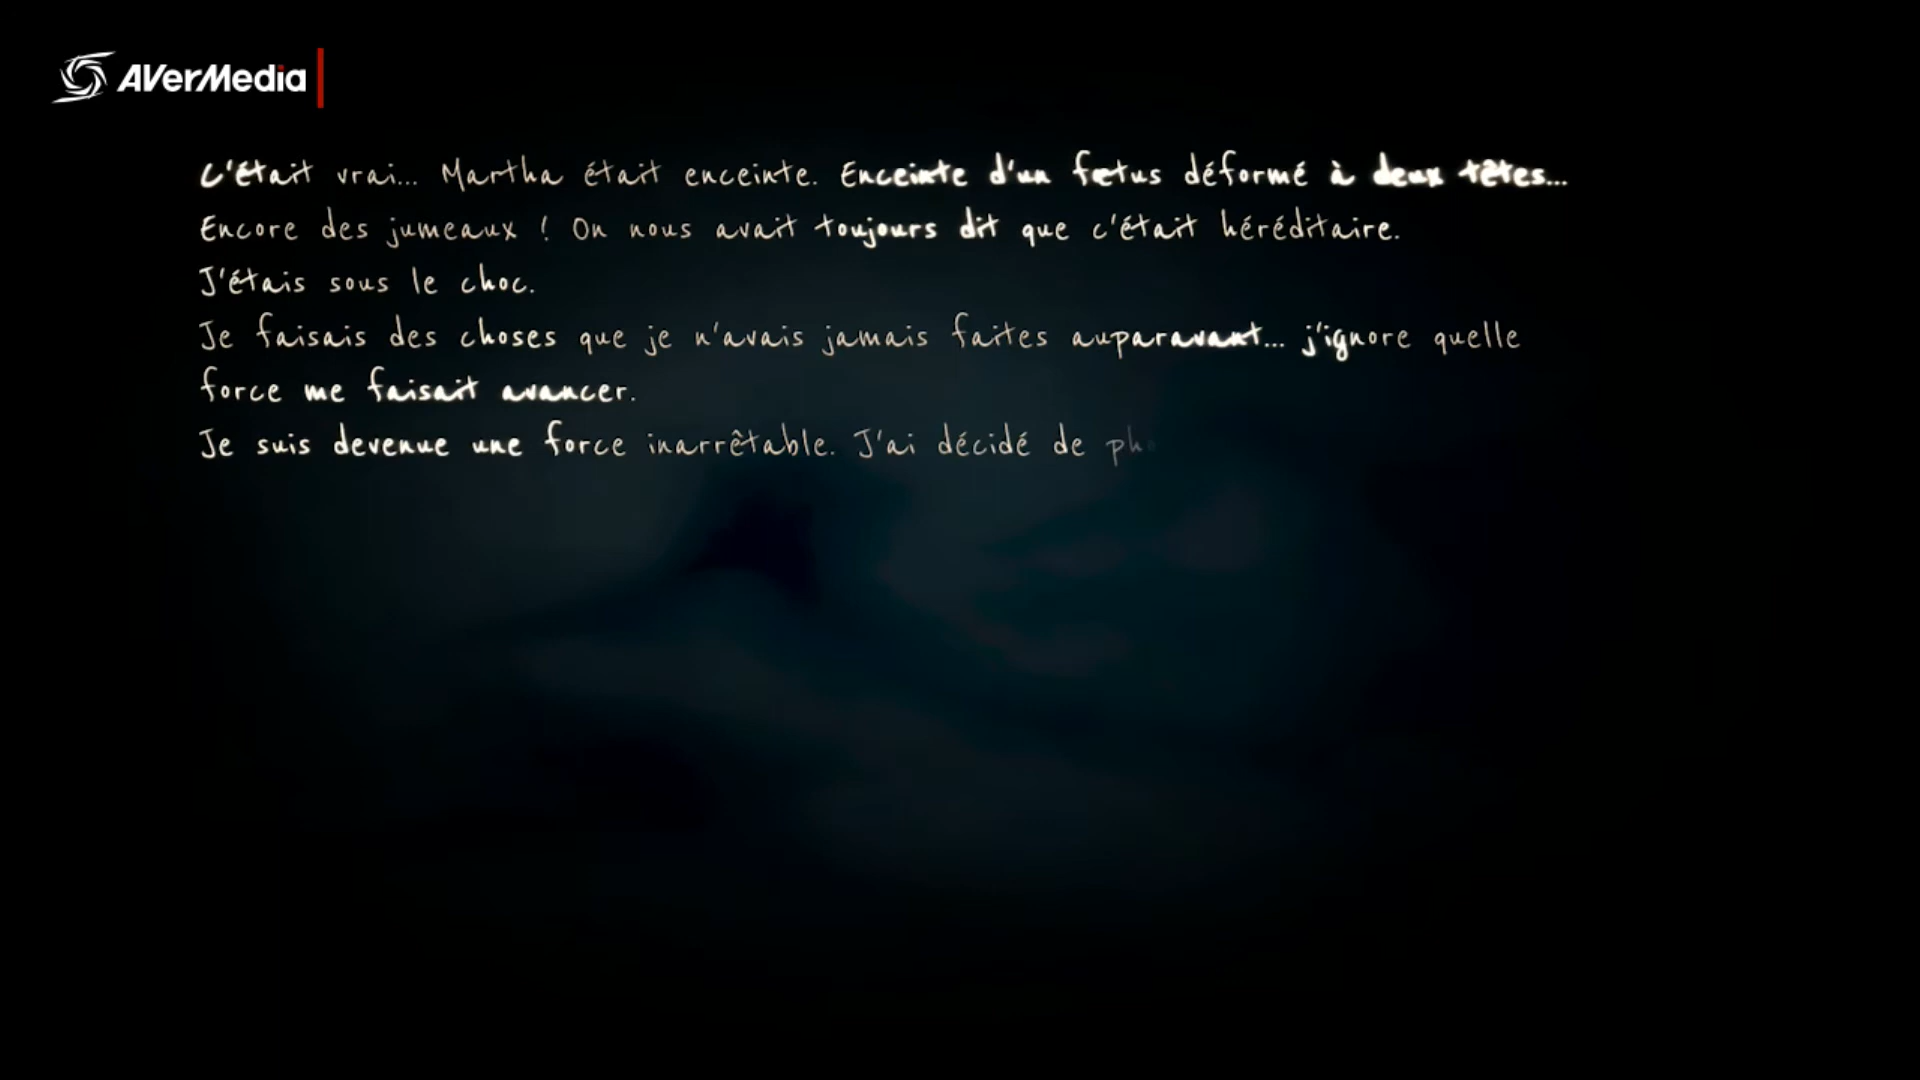 AVerMedia
C'était vrai... Martha était enceinte. Enceinte d'un fœtus déformé à deux têtes...
Encore des jumeaux ! On nous avait toujours dit que c'était héréditaire.
J'étais sous le choc.
Je faisais des choses que je n'avais jamais faites auparavant... j'ignore quelle
force me faisait avancer.
Je suis devenue une force inarrêtable. J'ai décidé de pho